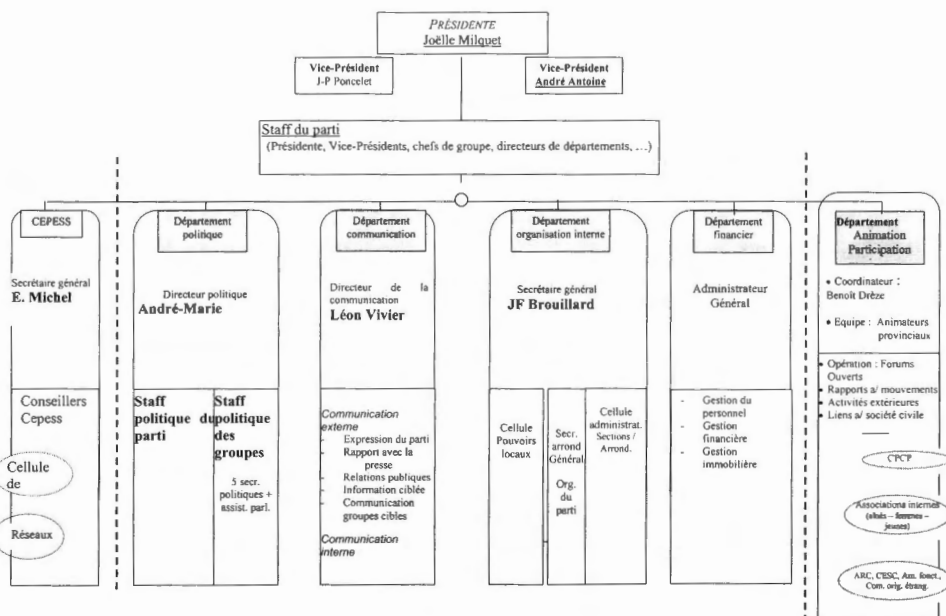 PRÉSIDENTE
Joëlle Milquet
Vice-Président
J-P Poncelet
Vice-Président
André Antoine
Staff du parti
(Présidente, Vice-Présidents, chefs de groupe, directeurs de départements, …)
CEPESS
Secrétaire général
E. Michel
Conseillers
Cepess
Cellule
de
Réseaux
Département
politique
Directeur politique
André-Marie
Staff
politique du
parti
Staff
politique
des
groupes
5 secr.
politiques +
assist. parl.
Département
communication
Directeur de la
communication
Léon Vivier
Communication
externe
- Expression du parti
- Rapport avec la
presse
- Relations publiques
- Information ciblée
- Communication
groupes cibles
Communication
interne
Département
organisation interne
Secrétaire général
JF Brouillard
Cellule
Pouvoirs
locaux
Secr.
arrond
Général
Org.
du
parti
Cellule
administrat.
Sections /
Arrond.
Département
financier
Administrateur
Général
- Gestion du
personnel
- Gestion
financière
- Gestion
immobilière
Département
Animation
Participation
• Coordinateur :
Benoît Drèze
• Equipe : Animateurs
provinciaux
• Opération : Forums
Ouverts
• Rapports a/ mouvements
• Activités extérieures
• Liens a/ société civile
CPCP
Associations internes
(aînés – femmes –
jeunes)
ARC, CESC, Am. fonct.,
Com. orig. étrang.